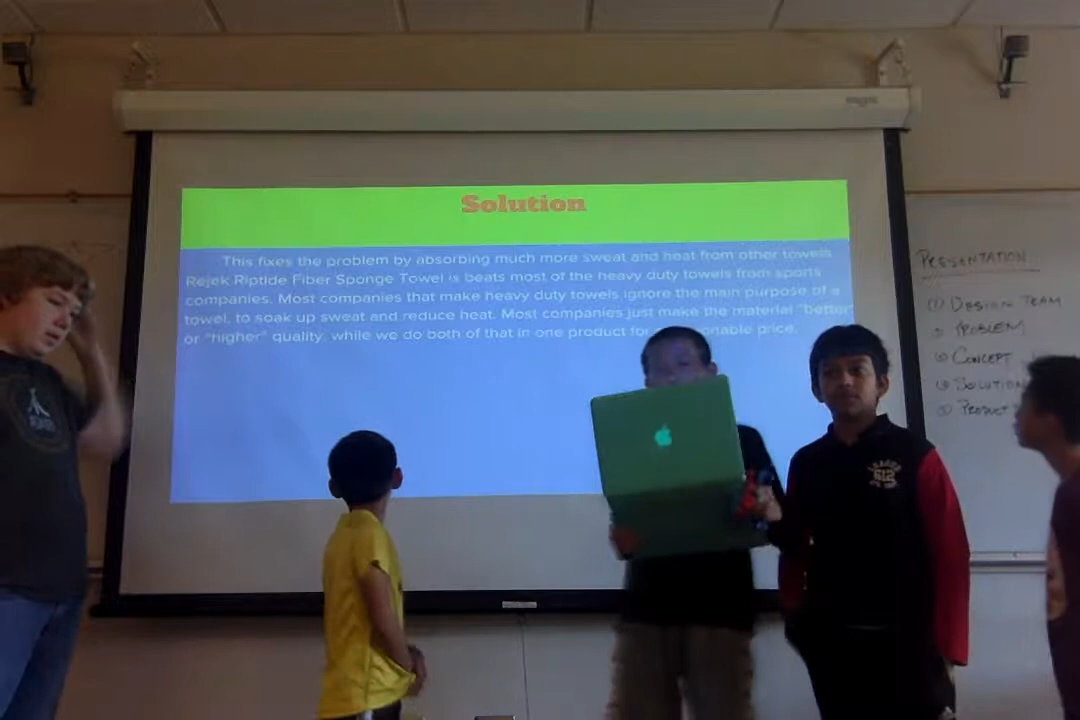 Solution
This fixes the problem by absorbing much more sweat and heat from other towels
Rejek Riptide Fiber Sponge Towel is beats most of the heavy duty towels from sports
companies. Most companies that make heavy duty towels ignore the main purpose of a
towel, to soak up sweat and reduce heat. Most companies just make the material "better"
or "higher" quality, while we do both of that in one product for price.
PRESENTATION
DESIGN TEAM
PROBLEM
CONCEPT
SOLUTION
PRODUCT
ATARI
612